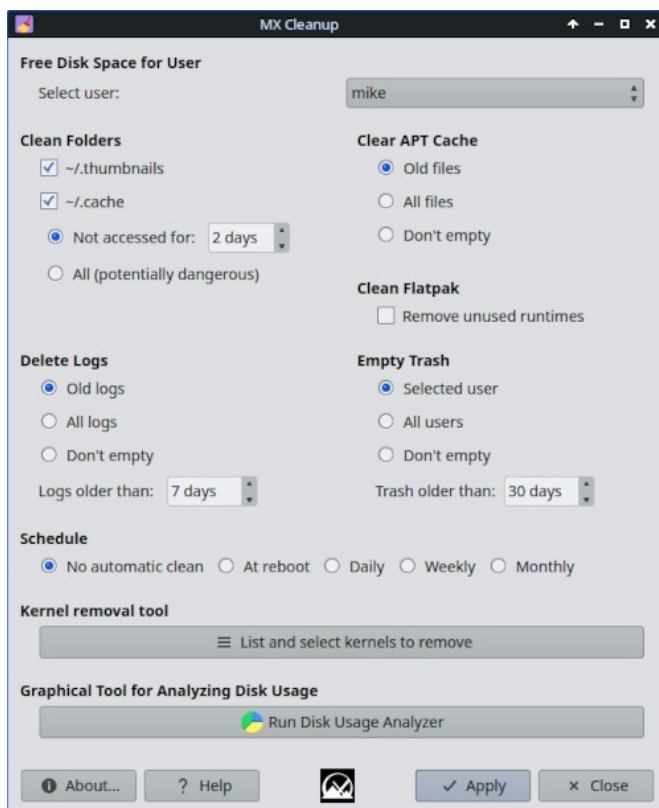 MX Cleanup
Free Disk Space for User
Select user: mike
Clean Folders
~/.thumbnails
~/.cache
Not accessed for: 2 days
All (potentially dangerous)
Clear APT Cache
Old files
All files
Don't empty
Clean Flatpak
Remove unused runtimes
Delete Logs
Old logs
All logs
Don't empty
Logs older than: 7 days
Empty Trash
Selected user
All users
Don't empty
Trash older than: 30 days
Schedule
No automatic clean At reboot Daily Weekly Monthly
Kernel removal tool
List and select kernels to remove
Graphical Tool for Analyzing Disk Usage
Run Disk Usage Analyzer
About... ? Help Apply Close